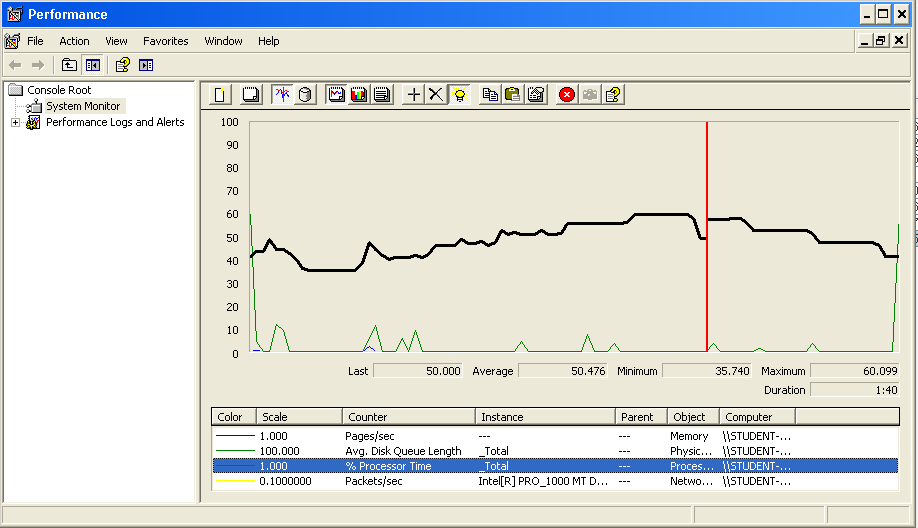 Performance
File Action View Favorites Window Help
Console Root
System Monitor
Performance Logs and Alerts
100
90
80
70
60
50
40
30
20
10
0
Last 50.000 Average 50.476 Minimum 35.740 Maximum 60.099
Duration 1:40
Color Scale Counter Instance Parent Object Computer
1.000 Pages/sec --- --- Memory \\STUDENT-...
100.000 Avg. Disk Queue Length _Total --- Physic... \\STUDENT-...
1.000 % Processor Time _Total --- Proces... \\STUDENT-...
0.1000000 Packets/sec Intel[R] PRO_1000 MT D... --- Netwo... \\STUDENT-...